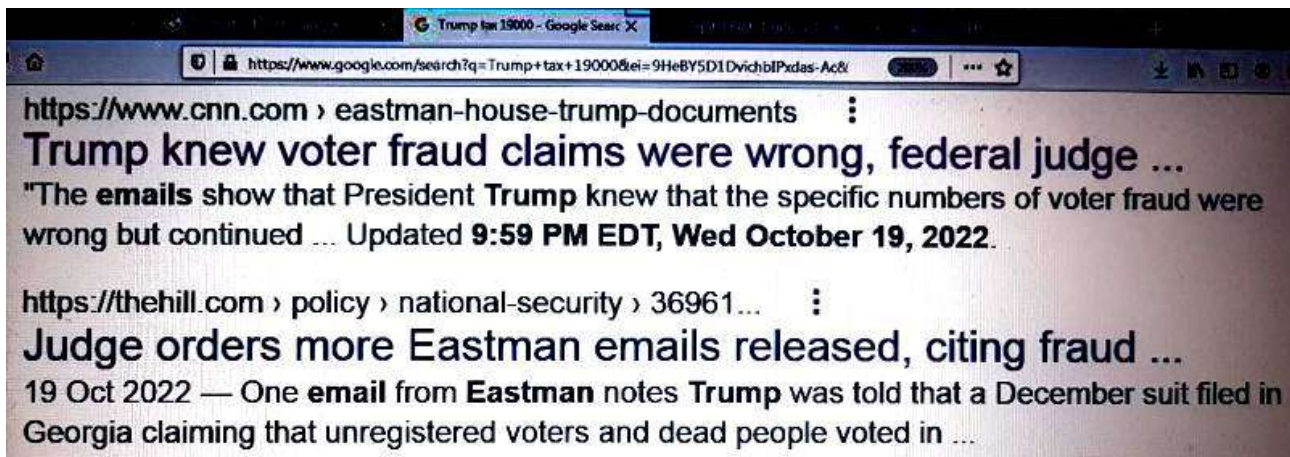 Trump tax 19000 - Google Searc X
https://www.google.com/search?q=Trump+tax+19000&ei=9HeBY5D1DvichbIPxdas-Ac&
https://www.cnn.com › eastman-house-trump-documents
Trump knew voter fraud claims were wrong, federal judge ...
"The emails show that President Trump knew that the specific numbers of voter fraud were
wrong but continued ... Updated 9:59 PM EDT, Wed October 19, 2022.
https://thehill.com › policy › national-security › 36961...
Judge orders more Eastman emails released, citing fraud ...
19 Oct 2022 — One email from Eastman notes Trump was told that a December suit filed in
Georgia claiming that unregistered voters and dead people voted in ...